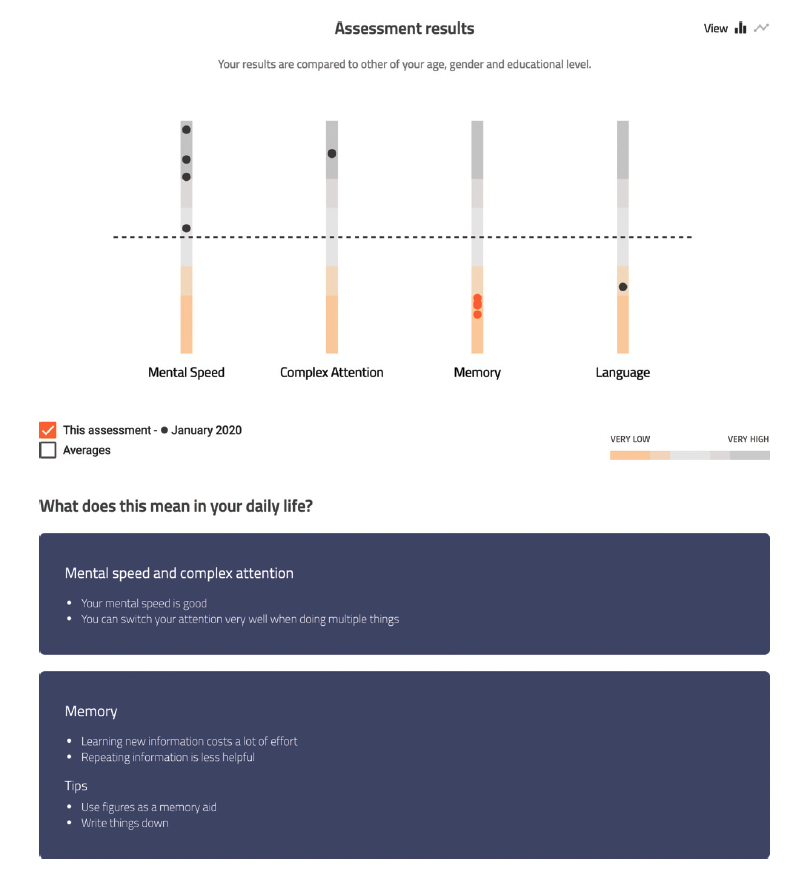 Assessment results
View
Your results are compared to other of your age, gender and educational level.
Mental Speed
Complex Attention
Memory
Language
This assessment - ● January 2020
Averages
VERY LOW
VERY HIGH
What does this mean in your daily life?
Mental speed and complex attention
• Your mental speed is good
• You can switch your attention very well when doing multiple things
Memory
• Learning new information costs a lot of effort
• Repeating information is less helpful
Tips
• Use figures as a memory aid
• Write things down